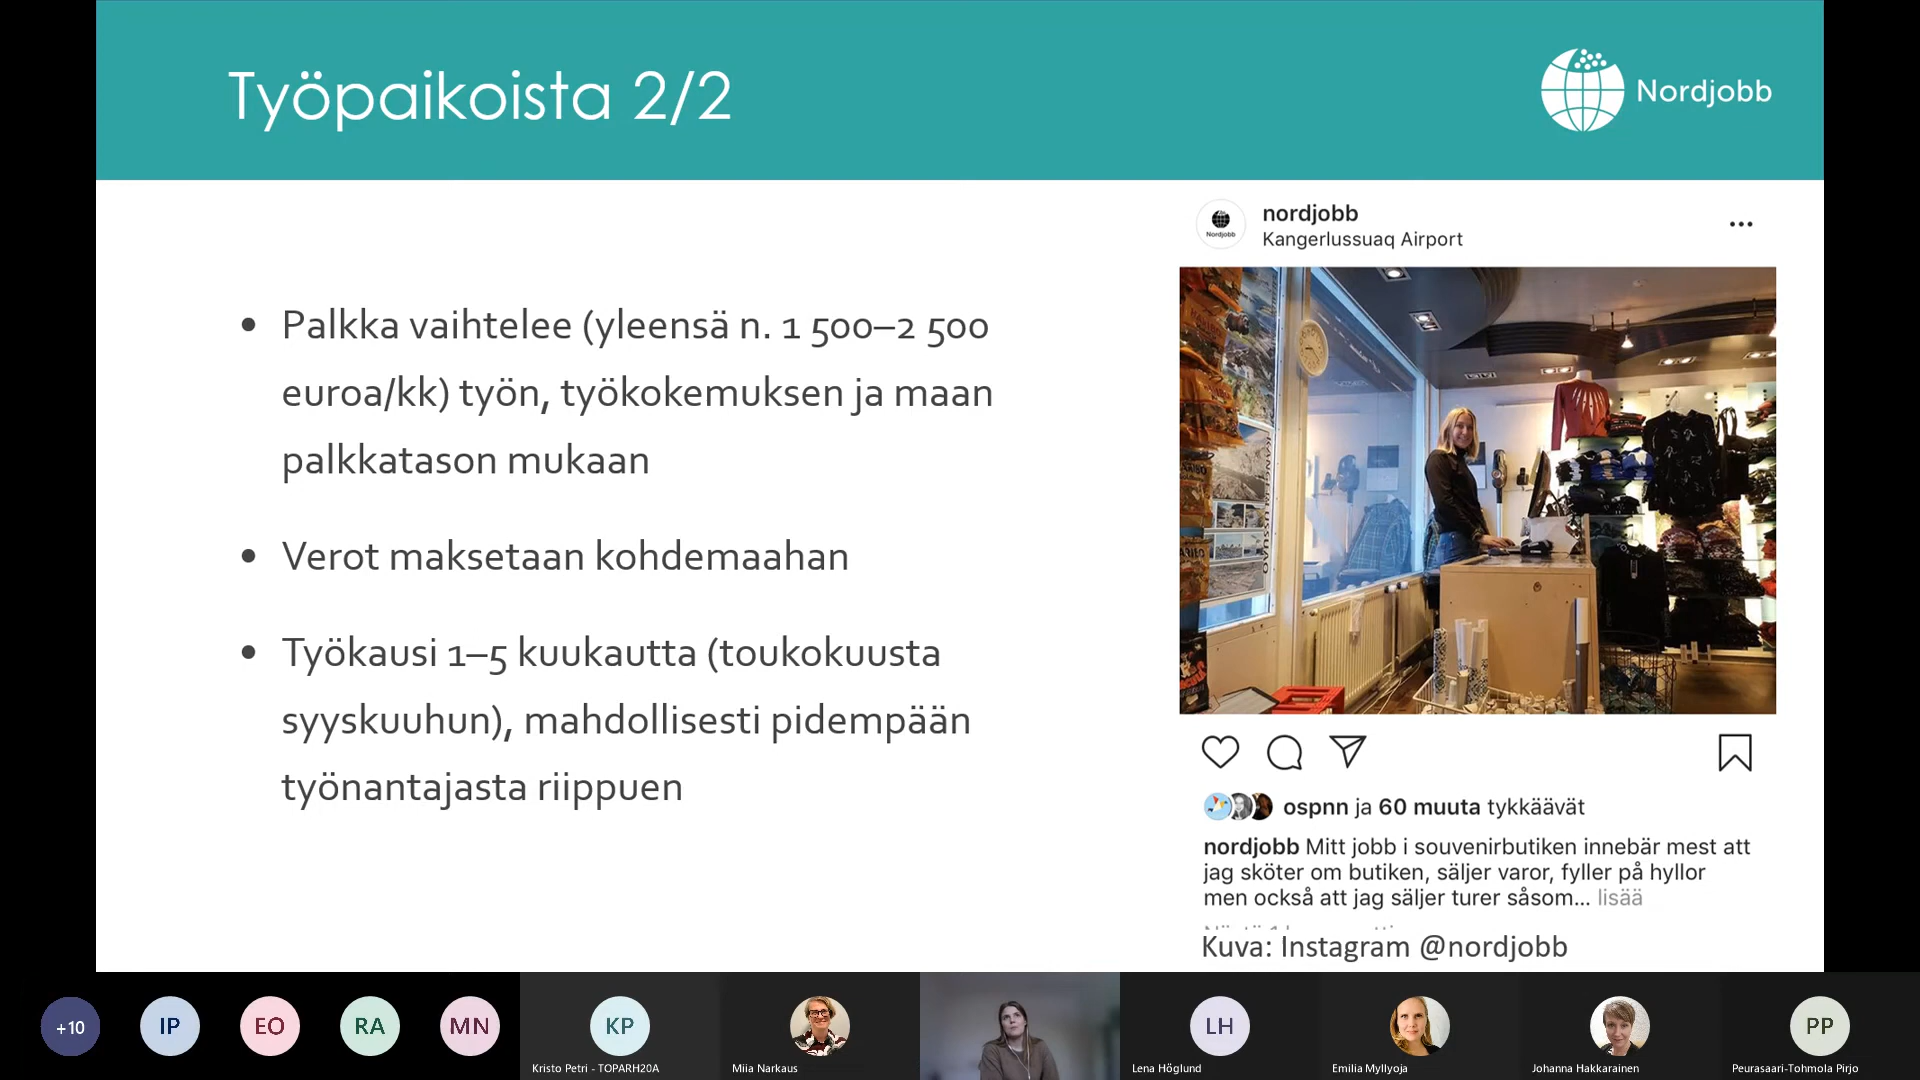 Työpaikoista 2/2
Nordjobb
• Palkka vaihtelee (yleensä n. 1 500–2 500
euroa/kk) työn, työkokemuksen ja maan
palkkatason mukaan
• Verot maksetaan kohdemaahan
• Työkausi 1–5 kuukautta (toukokuusta
syyskuuhun), mahdollisesti pidempään
työnantajasta riippuen
Nordjobb
nordjobb
Kangerlussuaq Airport
ospnn ja 60 muuta tykkäävät
nordjobb Mitt jobb i souvenirbutiken innebär mest att
jag sköter om butiken, säljer varor, fyller på hyllor
men också att jag säljer turer såsom... lisää
Kuva: Instagram @nordjobb
+10
IP
EO
RA
MN
KP
Kristo Petri - TOPARH20A
Miia Narkaus
LH
Lena Höglund
Emilia Myllyoja
Johanna Hakkarainen
PP
Peurasaari-Tohmola Pirjo